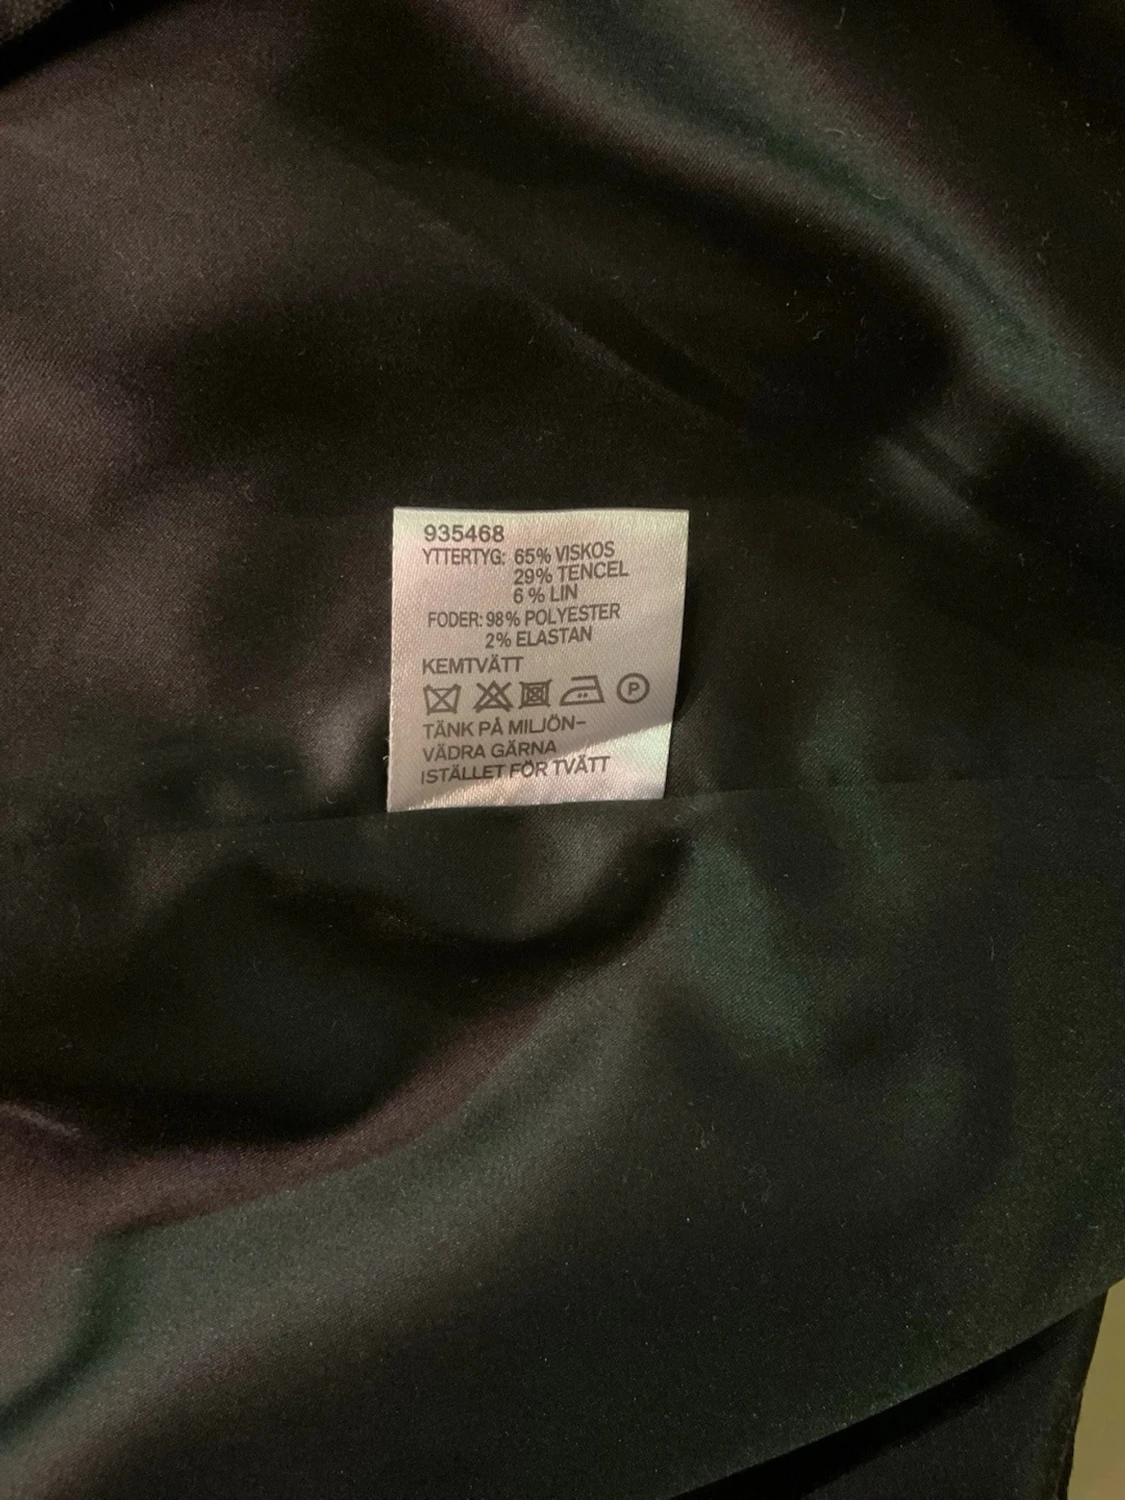 935468
YTTERTYG: 65% VISKOS
29% TENCEL
6% LIN
FODER: 98% POLYESTER
2% ELASTAN
KEMTVÄTT
P
TÄNK PÅ MILJÖN-
VÄDRA GÄRNA
ISTÄLLET FÖR TVÄTT